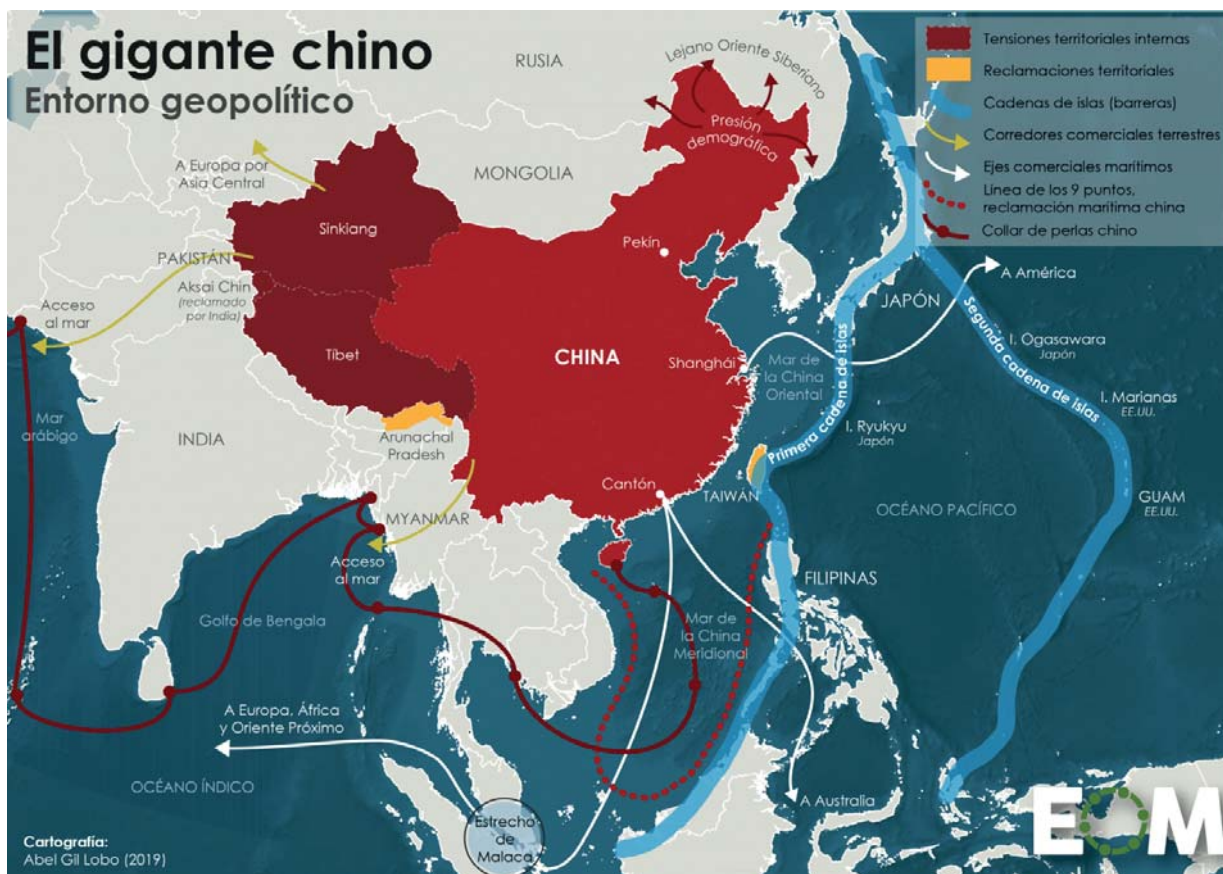 El gigante chino
Entorno geopolítico
Tensiones territoriales internas
Reclamaciones territoriales
Cadenas de islas (barreras)
Corredores comerciales terrestres
Ejes comerciales marítimos
Línea de los 9 puntos,
reclamación marítima china
Collar de perlas chino
RUSIA
Lejano Oriente Siberiano
Presión
demográfica
MONGOLIA
A Europa por
Asia Central
Sinkiang
Pekín
PAKISTÁN
Aksai Chin
(reclamado
por India)
Acceso
al mar
Tíbet
CHINA
Shanghái
Mar de
la China
Oriental
JAPÓN
A América
Primera cadena de islas
Segunda cadena de islas
I. Ogasawara
Japón
I. Marianas
EE.UU.
I. Ryukyu
Japón
Mar
arábigo
INDIA
Arunachal
Pradesh
Cantón
TAIWÁN
MYANMAR
Acceso
al mar
OCÉANO PACÍFICO
GUAM
EE.UU.
FILIPINAS
Golfo de Bengala
Mar de
la China
Meridional
A Europa, África
y Oriente Próximo
OCÉANO ÍNDICO
Estrecho
de
Malaca
A Australia
Cartografía:
Abel Gil Lobo (2019)
EOM